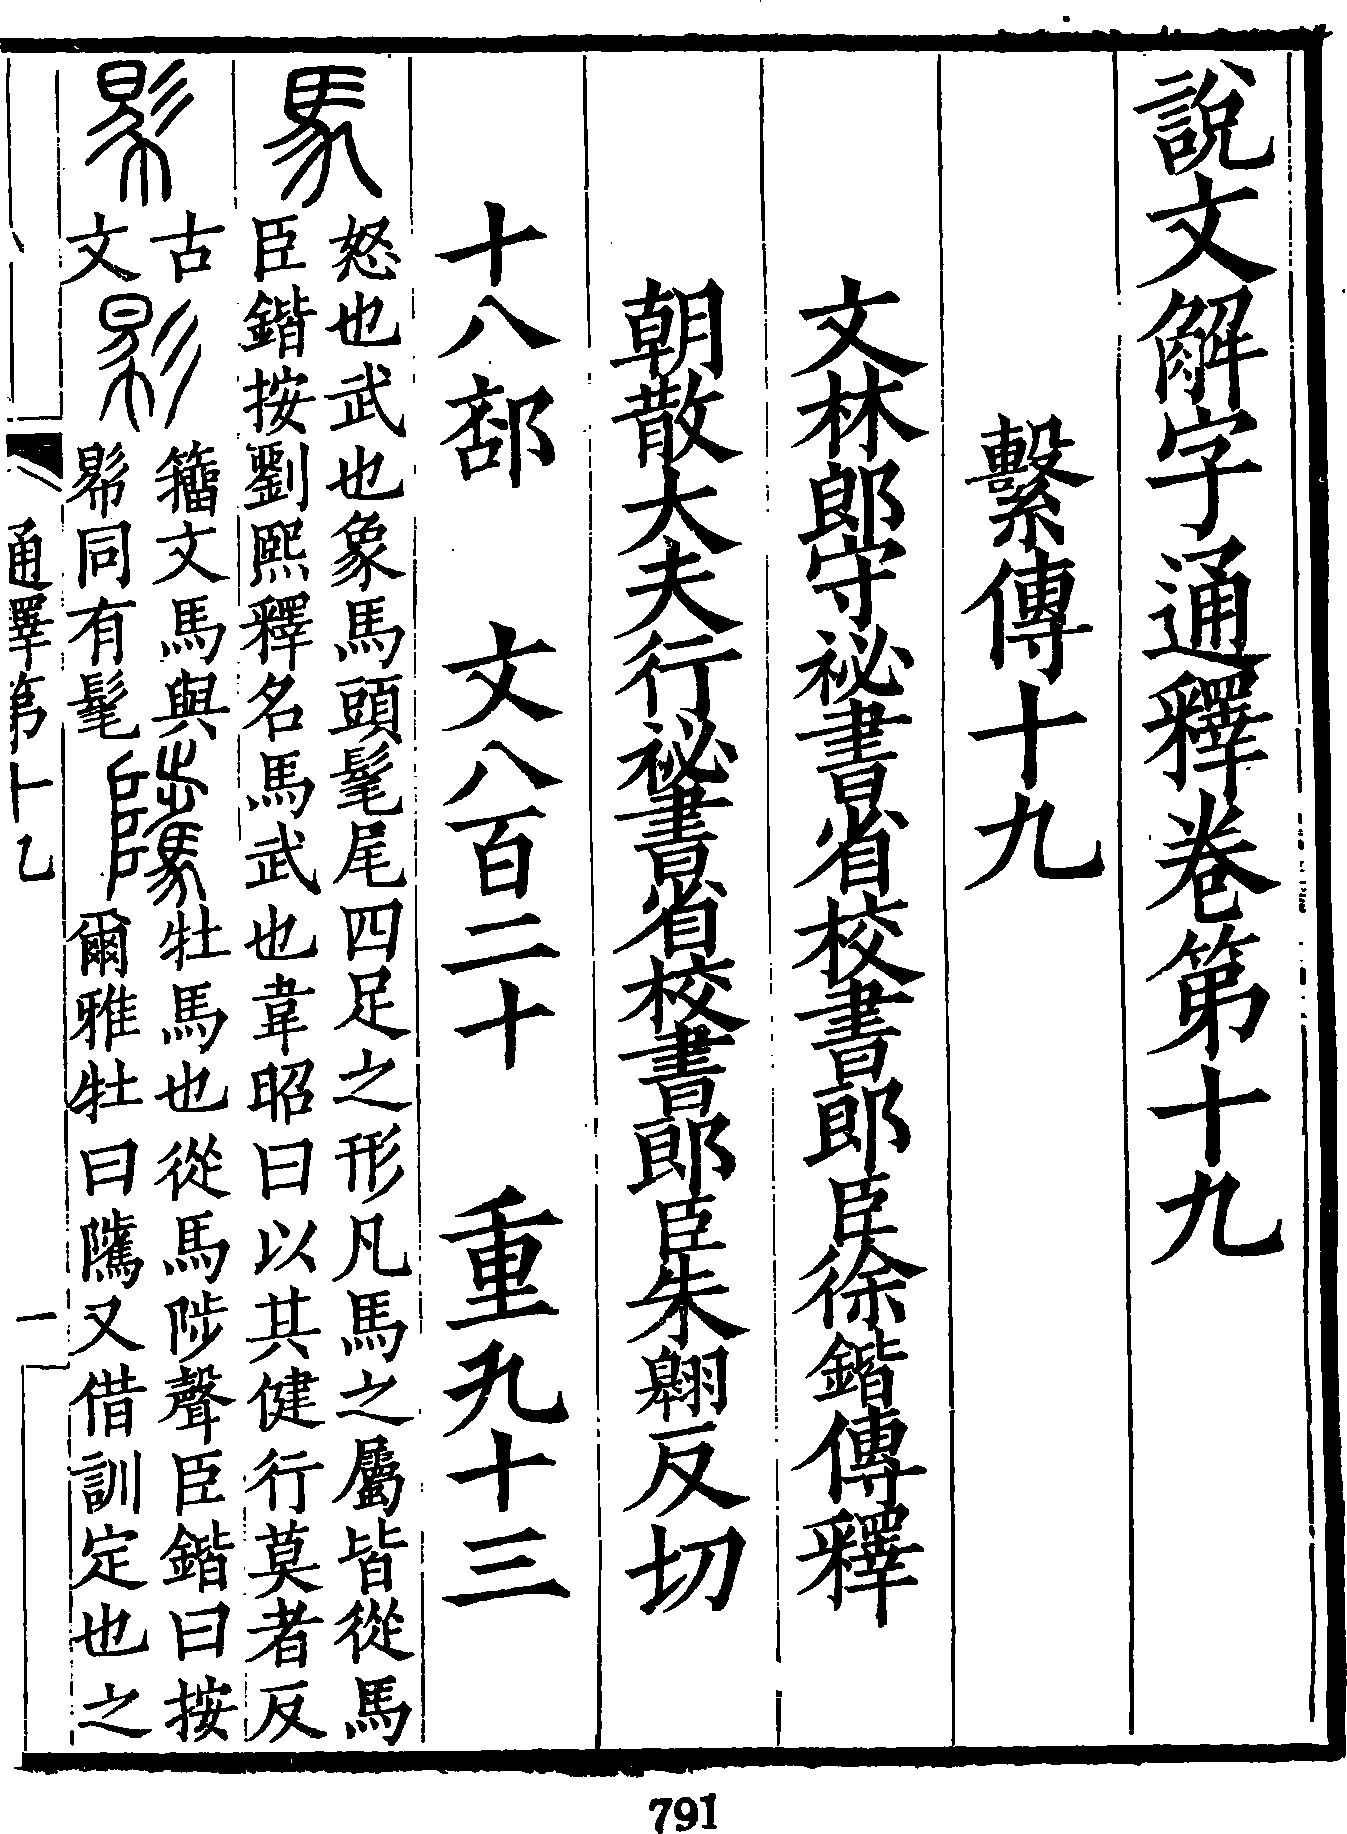 說文解字通釋卷第十九
繫傳十九
文林郎守祕書省校書郎臣徐鍇傳釋
朝散大夫行祕書省校書郎臣朱翱反切
十八部 文八百二十 重九十三
馬
怒也武也象馬頭髦尾四足之形凡馬之屬皆從馬
臣鍇按劉熙釋名馬武也韋昭曰以其健行莫者反
古
文
籒文馬與
影同有髦
牡馬也從馬陟聲臣鍇曰按
爾雅牡曰騭又借訓定也之
通釋第十九
一
791